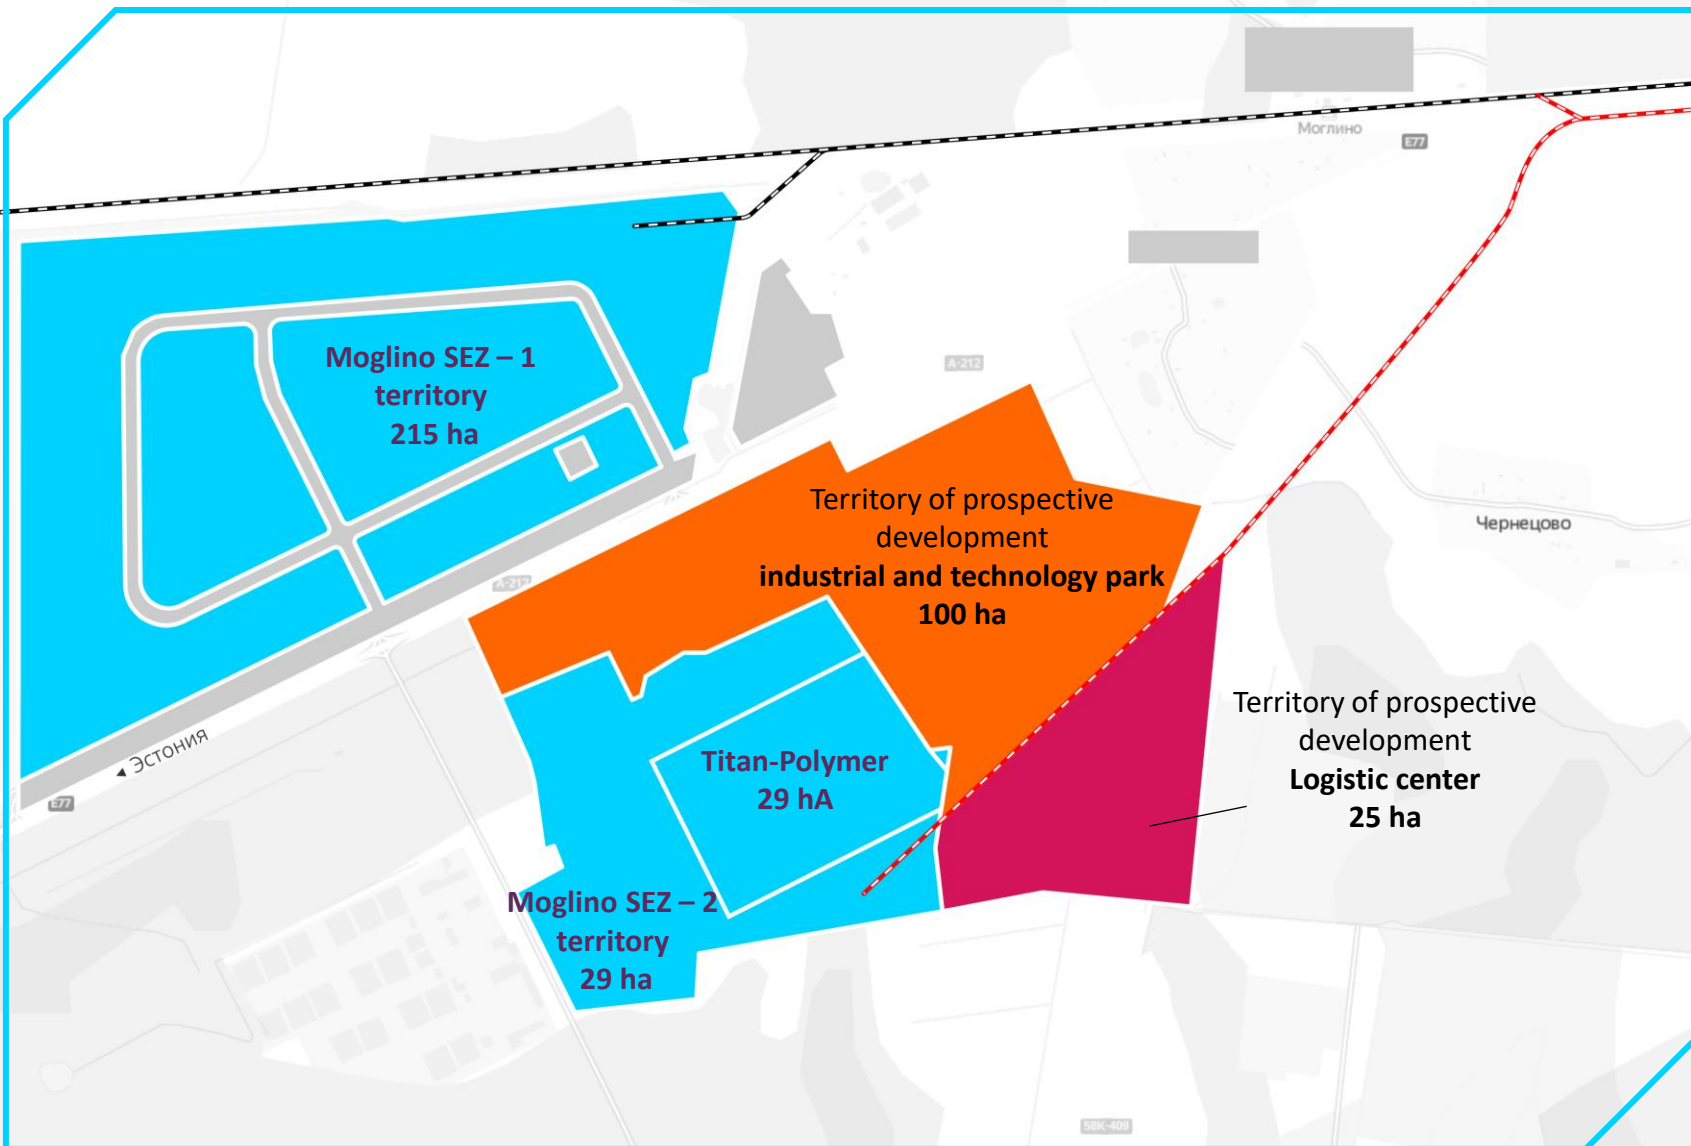 Моглино
E77
A-212
Moglino SEZ – 1
territory
215 ha
Territory of prospective
development
industrial and technology park
100 ha
Чернецово
A-212
Territory of prospective
development
Logistic center
25 ha
◄ Эстония
E77
Titan-Polymer
29 hA
Moglino SEZ – 2
territory
29 ha
58K-409